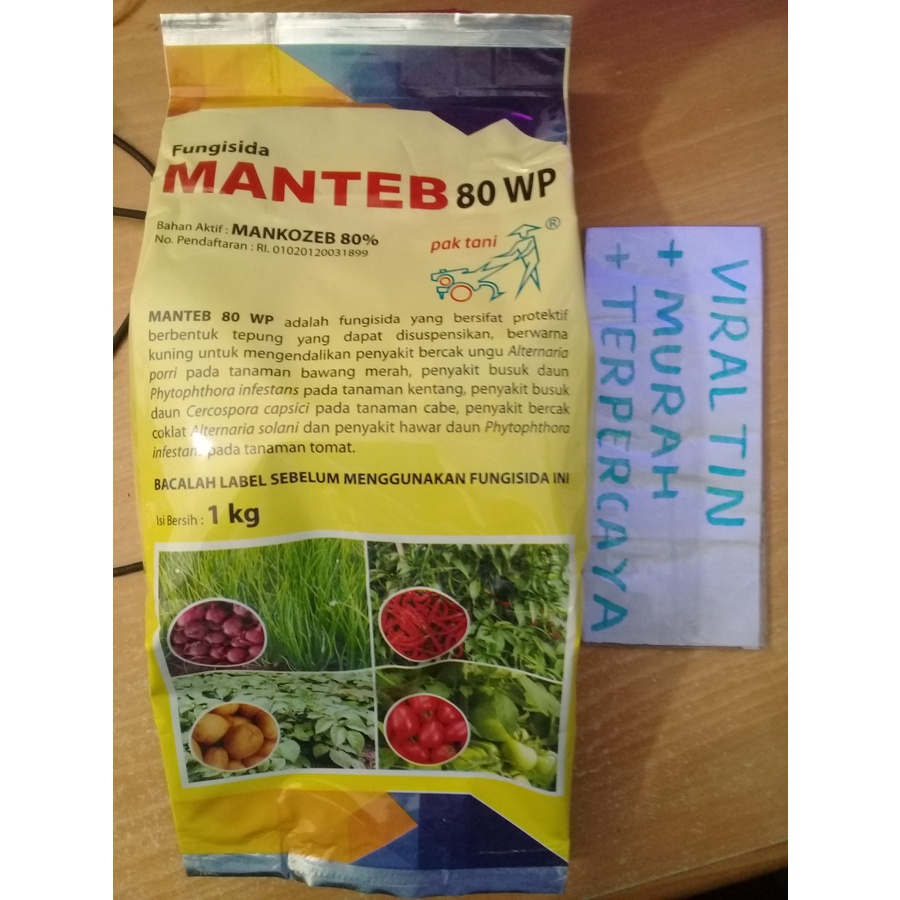 Fungisida
MANTEB 80 WP
Bahan Aktif : MANKOZEB 80%
No. Pendaftaran : RI. 01020120031899
pak tani ®
MANTEB 80 WP adalah fungisida yang bersifat protektif
berbentuk tepung yang dapat disuspensikan, berwarna
kuning untuk mengendalikan penyakit bercak ungu Alternaria
porri pada tanaman bawang merah, penyakit busuk daun
Phytophthora infestans pada tanaman kentang, penyakit busuk
daun Cercospora capsici pada tanaman cabe, penyakit bercak
coklat Alternaria solani dan penyakit hawar daun Phytophthora
infestans pada tanaman tomat.
BACALAH LABEL SEBELUM MENGGUNAKAN FUNGISIDA INI
Isi Bersih : 1 kg
VIRAL TIN
+ MURAH
+ TERPERCAYA